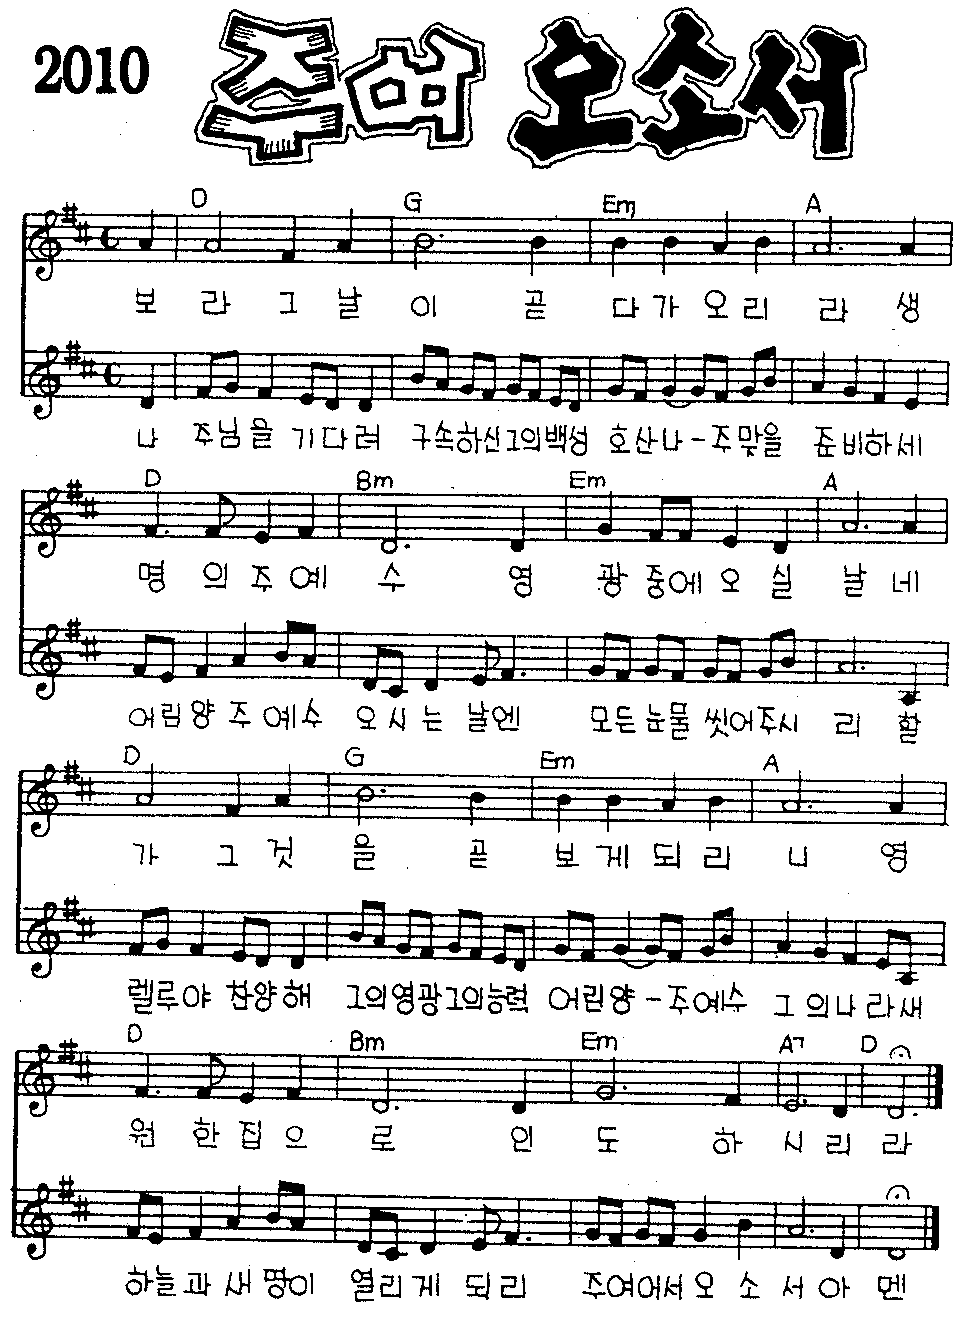 2010 주여 오소서
D G Em A
보 라 그 날 이 곧 다 가 오 리 라 생
나 주님을 기다려 구속하신그의백성 호산나-주맞을 준비하세
D Bm Em A
명 의 주 예 수 영 광 중에 오 실 날 네
어린양 주 예수 오 시 는 날엔 모든눈물 씻어주시 리 할
D G Em A
가 그 것 을 곧 보 게 되 리 니 영
렐루야 찬양해 그의영광그의능력 어린양-주예수 그 의나라새
D Bm Em A7 D
원 한 집 으 로 인 도 하 시 리 라
하늘과 새 땅이 열리게 되리 주여어서 오 소 서 아 멘